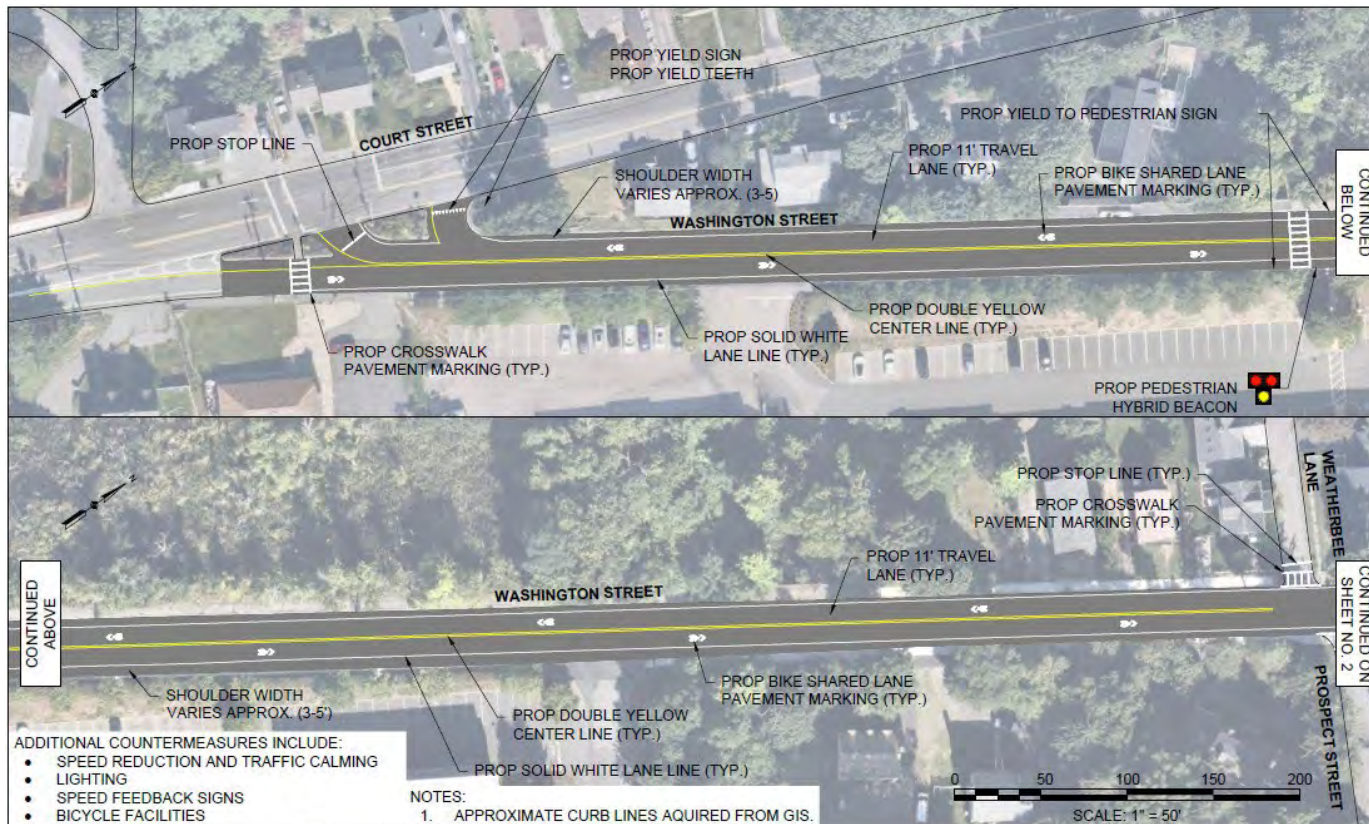 PROP YIELD SIGN
PROP YIELD TEETH
PROP STOP LINE
COURT STREET
SHOULDER WIDTH
VARIES APPROX. (3-5)
PROP YIELD TO PEDESTRIAN SIGN
PROP 11' TRAVEL
LANE (TYP.)
PROP BIKE SHARED LANE
PAVEMENT MARKING (TYP.)
WASHINGTON STREET
CONTINUED
BELOW
PROP CROSSWALK
PAVEMENT MARKING (TYP.)
PROP SOLID WHITE
LANE LINE (TYP.)
PROP DOUBLE YELLOW
CENTER LINE (TYP.)
PROP PEDESTRIAN
HYBRID BEACON
N
CONTINUED
ABOVE
WASHINGTON STREET
PROP 11' TRAVEL
LANE (TYP.)
PROP STOP LINE (TYP.)
PROP CROSSWALK
PAVEMENT MARKING (TYP.)
WEATHERBEE
LANE
CONTINUED ON
SHEET NO. 2
PROSPECT STREET
SHOULDER WIDTH
VARIES APPROX. (3-5')
PROP DOUBLE YELLOW
CENTER LINE (TYP.)
PROP BIKE SHARED LANE
PAVEMENT MARKING (TYP.)
PROP SOLID WHITE LANE LINE (TYP.)
ADDITIONAL COUNTERMEASURES INCLUDE:
• SPEED REDUCTION AND TRAFFIC CALMING
• LIGHTING
• SPEED FEEDBACK SIGNS
• BICYCLE FACILITIES
NOTES:
1. APPROXIMATE CURB LINES AQUIRED FROM GIS.
0 50 100 150 200
SCALE: 1" = 50'